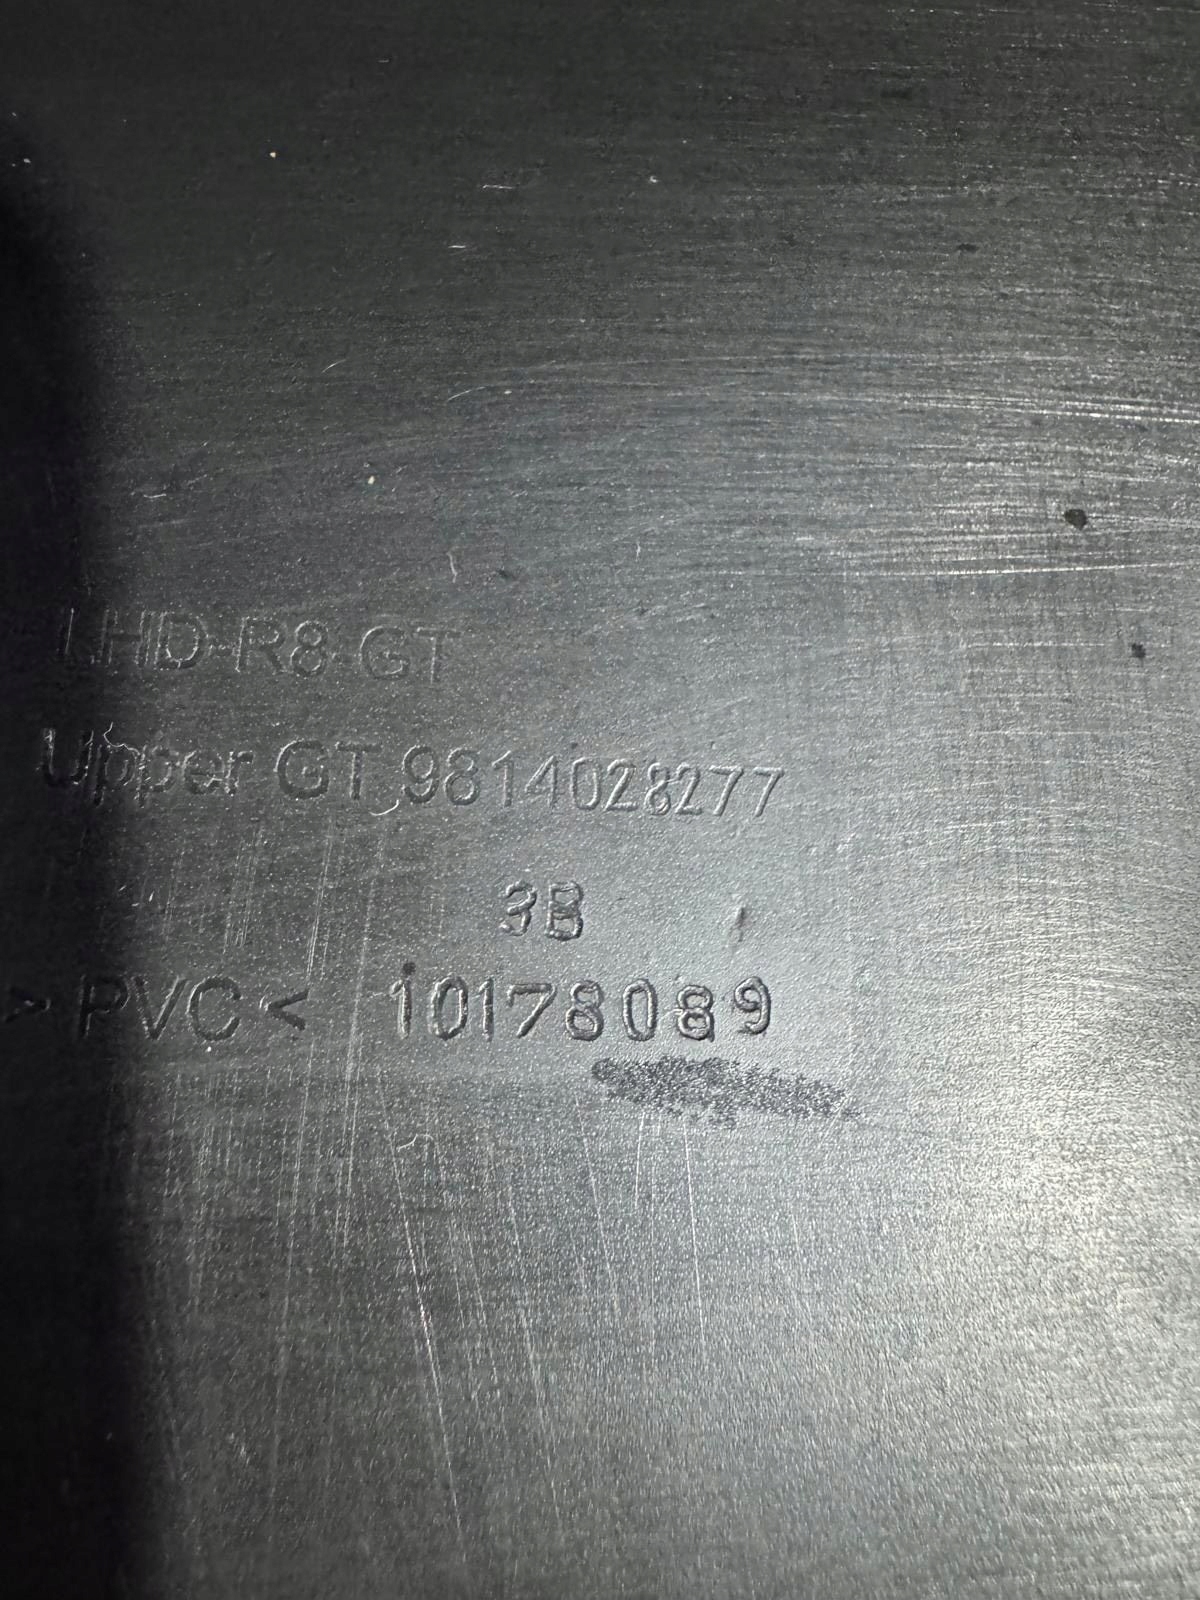 LHD-R8-GT
Upper GT 9814028277
3B
>PVC< 10178089